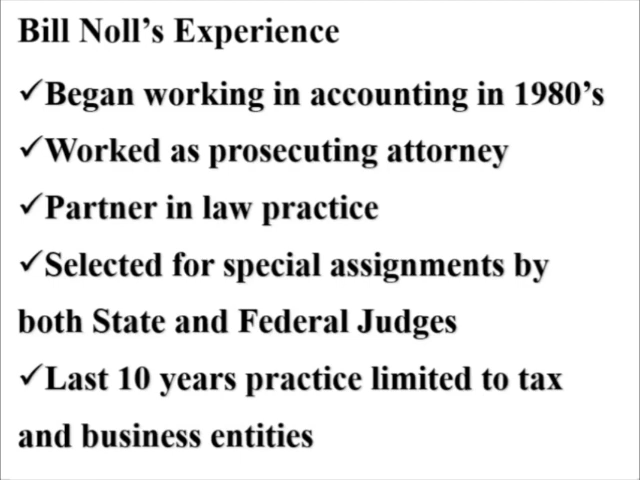 Bill Noll’s Experience
✓Began working in accounting in 1980’s
✓Worked as prosecuting attorney
✓Partner in law practice
✓Selected for special assignments by
both State and Federal Judges
✓Last 10 years practice limited to tax
and business entities